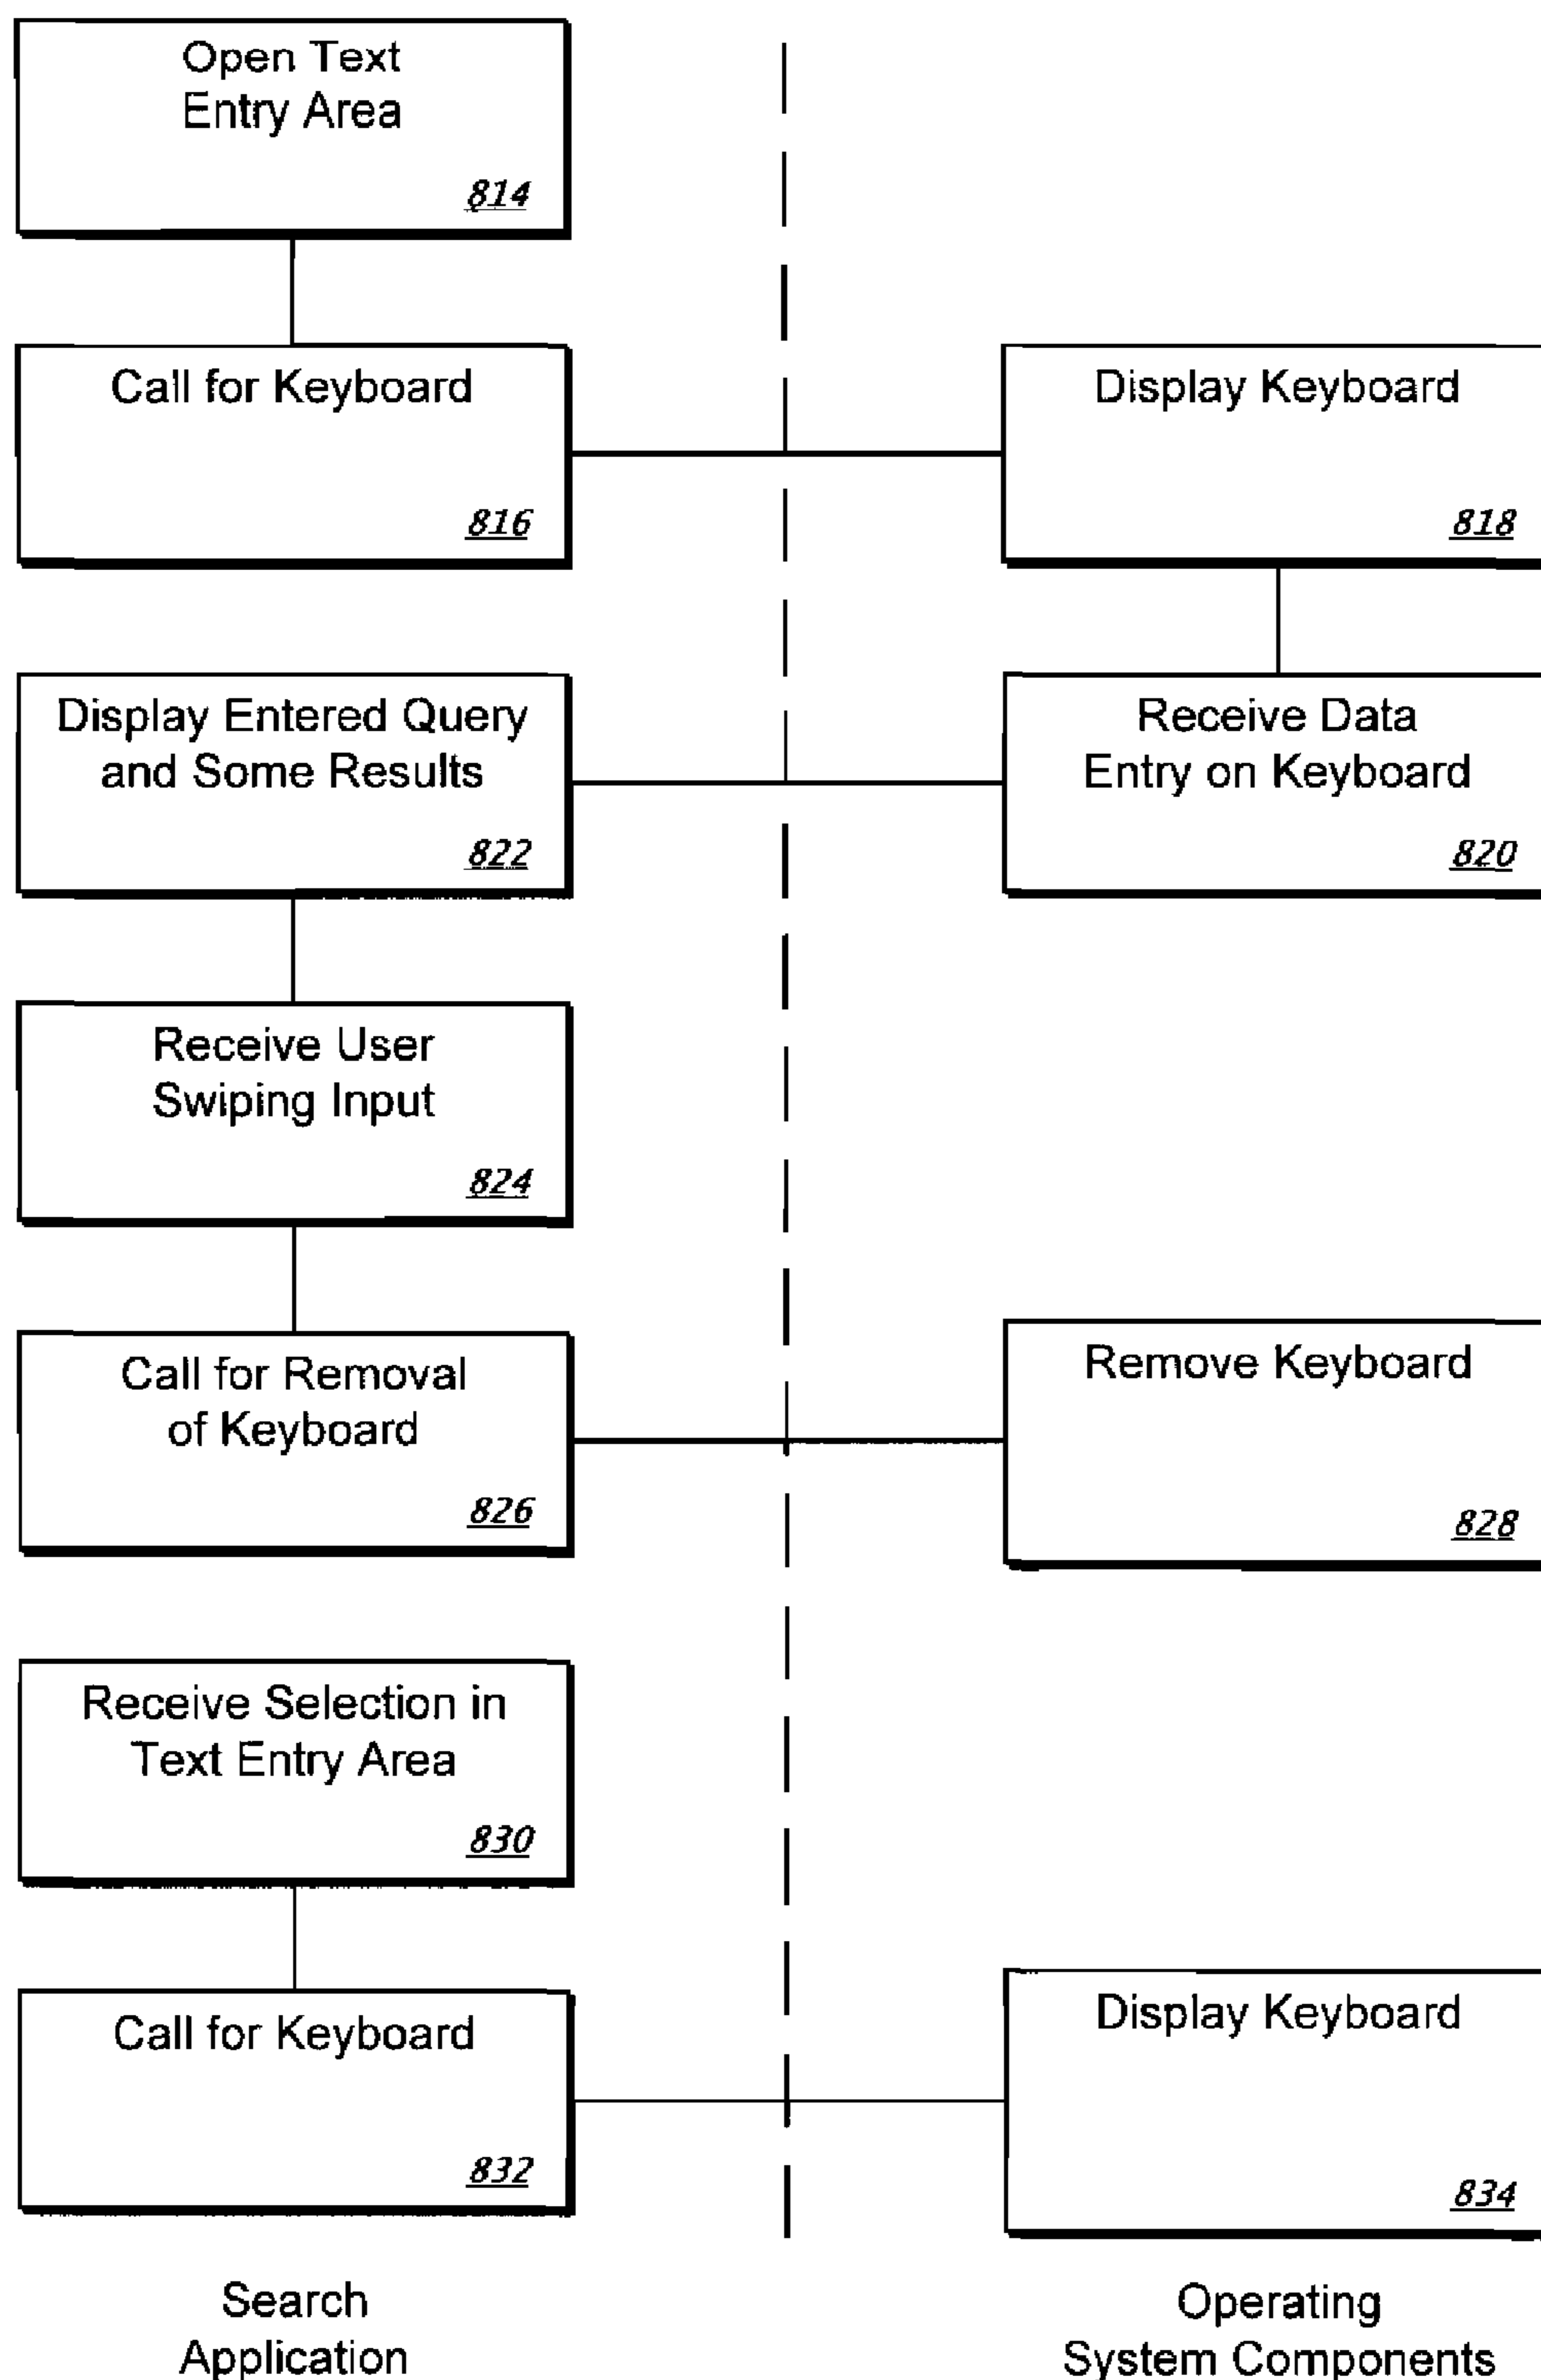 Open Text
Entry Area
814
Call for Keyboard
816
Display Keyboard
818
Display Entered Query
and Some Results
822
Receive Data
Entry on Keyboard
820
Receive User
Swiping Input
824
Call for Removal
of Keyboard
826
Remove Keyboard
828
Receive Selection in
Text Entry Area
830
Call for Keyboard
832
Display Keyboard
834
Search
Application
Operating
System Components